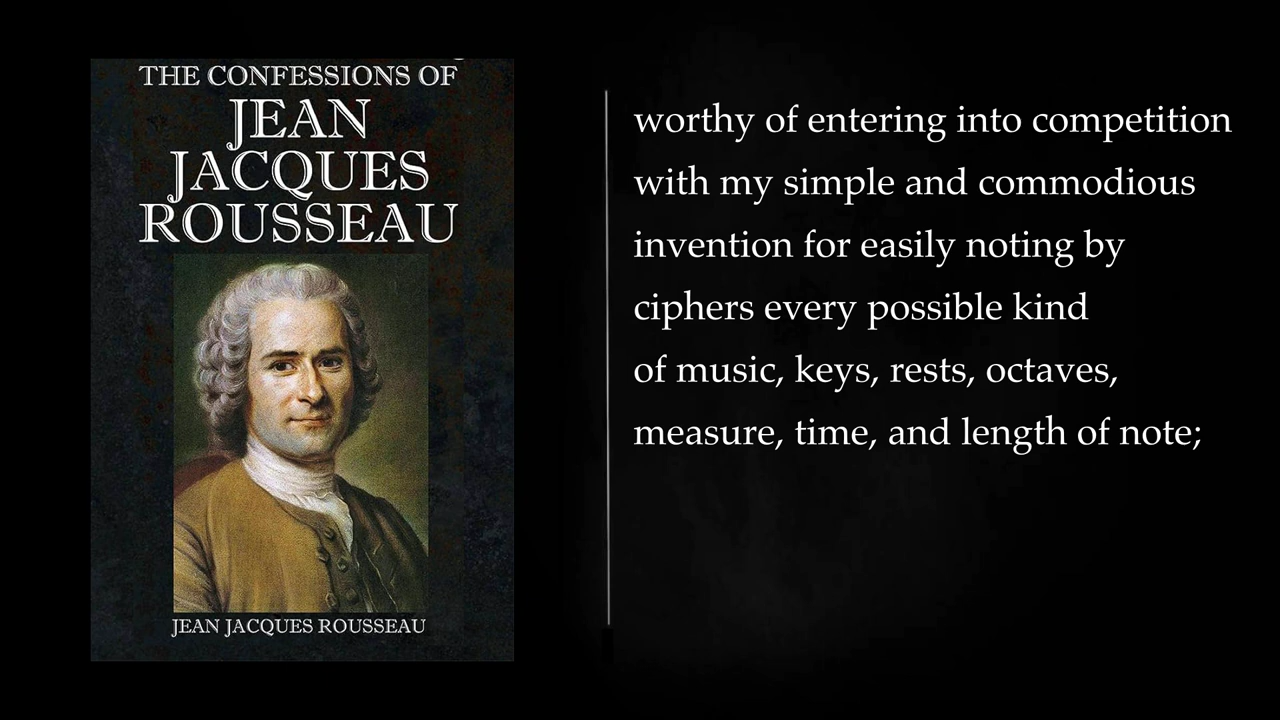 THE CONFESSIONS OF
JEAN
JACQUES
ROUSSEAU
JEAN JACQUES ROUSSEAU
worthy of entering into competition
with my simple and commodious
invention for easily noting by
ciphers every possible kind
of music, keys, rests, octaves,
measure, time, and length of note;